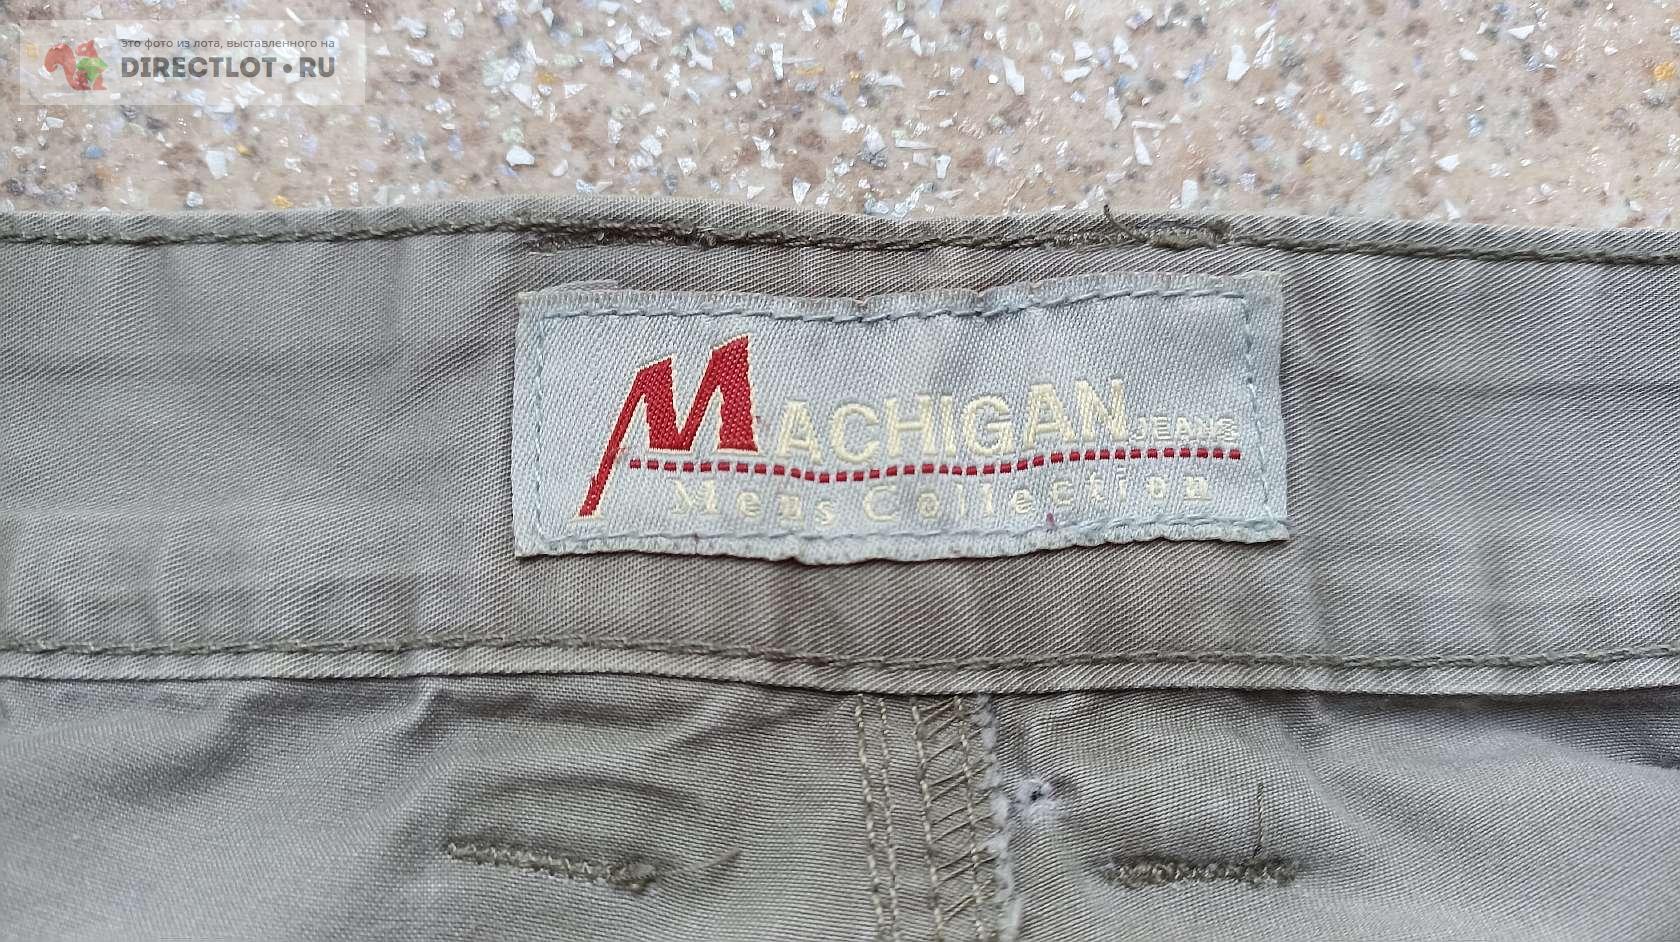 Это фото из лота, выставленного на
DIRECTLOT•RU
MACHIGAN JEANS
Mens Collection